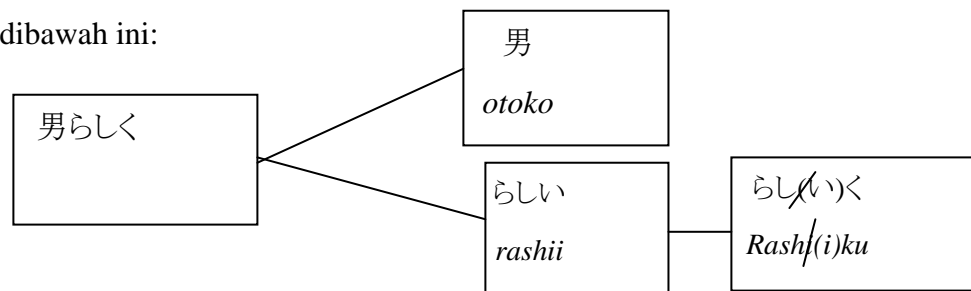 dibawah ini:
男らしく
男
otoko
らしい
rashii
らし(い)く
Rashi(i)ku